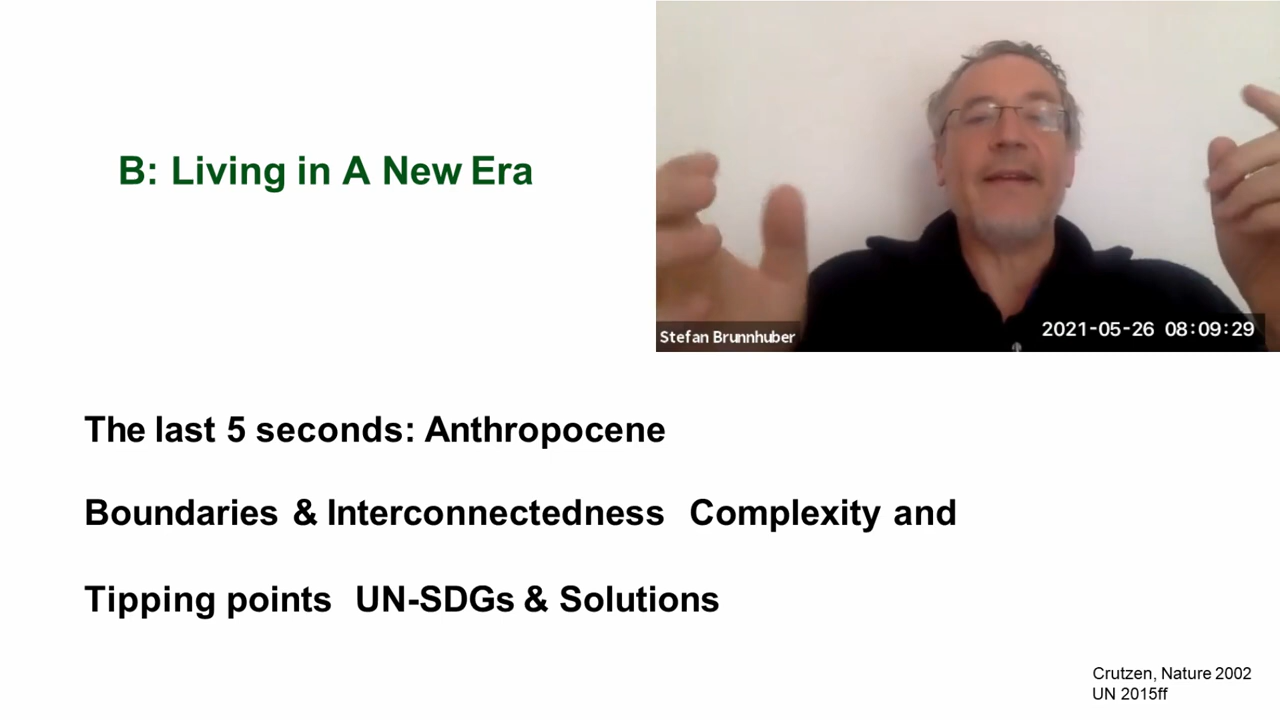 B: Living in A New Era
Stefan Brunnhuber
2021-05-26 08:09:29
The last 5 seconds: Anthropocene
Boundaries & Interconnectedness Complexity and
Tipping points UN-SDGs & Solutions
Crutzen, Nature 2002
UN 2015ff